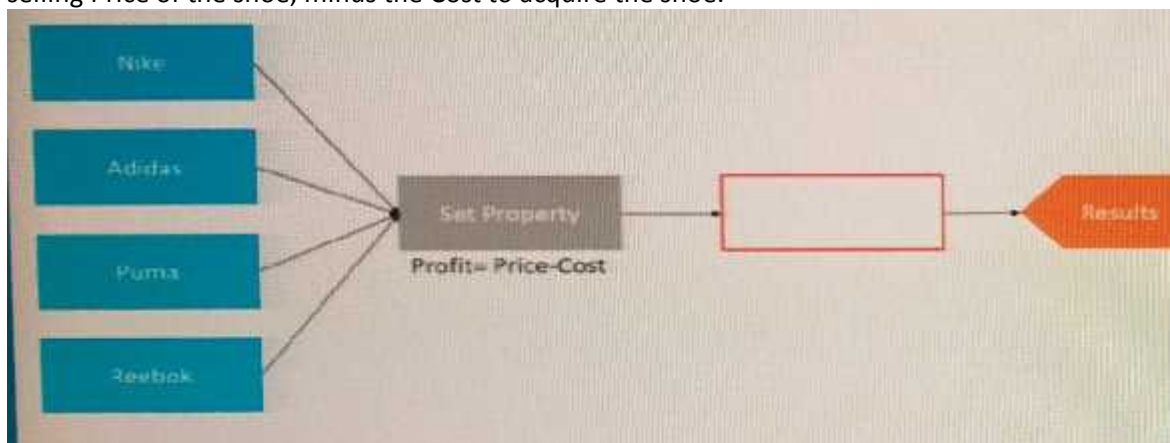 selling Price of the shoe, minus the Cost to acquire the shoe.
Nike
Adidas
Puma
Reebok
Set Property
Profit= Price-Cost
Results